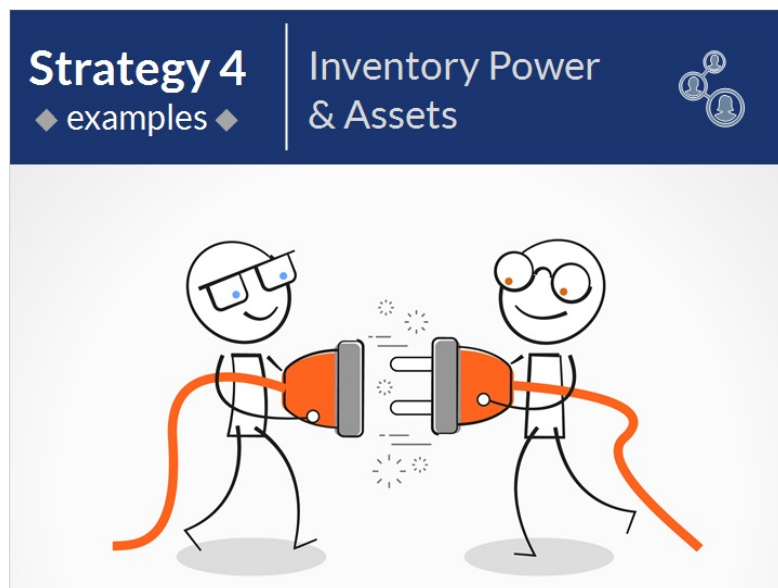 Strategy 4
◆ examples ◆
Inventory Power
& Assets